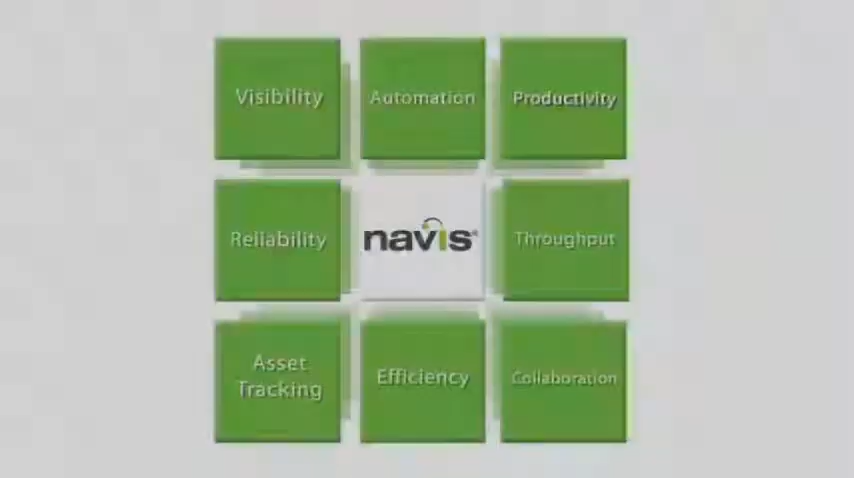 Visibility
Automation
Productivity
Reliability
navis®
Throughput
Asset
Tracking
Efficiency
Collaboration